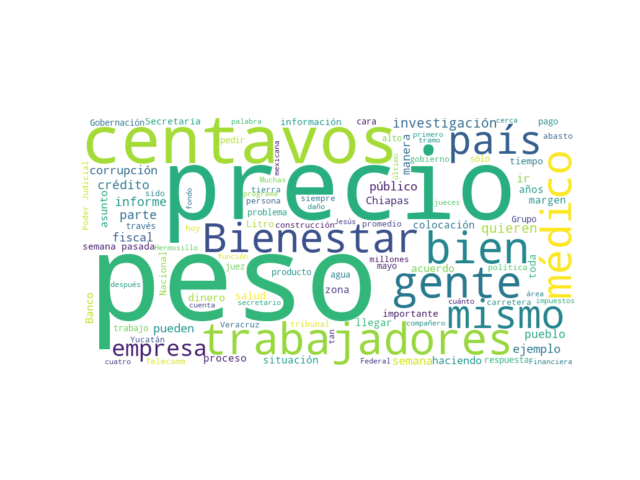 Gobernación Secretaría palabra información cara investigación cerca pago
centavos pedir mexicana alto manera primero tramo país abasto
corrupción precio último gobierno solo tiempo médico
crédito Muchas público jueces ir años
Poder Judicial asunto sido fondo programa tierra siempre Chiapas
informe persona daño Grupo margen
parte problema Jesús promedio colocación quieren
través Litro construcción
fiscal hoy Bienestar bien toda
semana pasada Hermosillo millones
peso función juez mayo acuerdo política
Nacional producto agua gente área
después secretario cuánto carretera impuestos
Banco dinero salud zona importante mismo
cuenta
trabajo pueden Veracruz tribunal tan llegar compañero pueblo
Yucatán trabajadores
empresa ejemplo
cuatro Telecomm proceso situación Federal semana haciendo respuesta Financiera